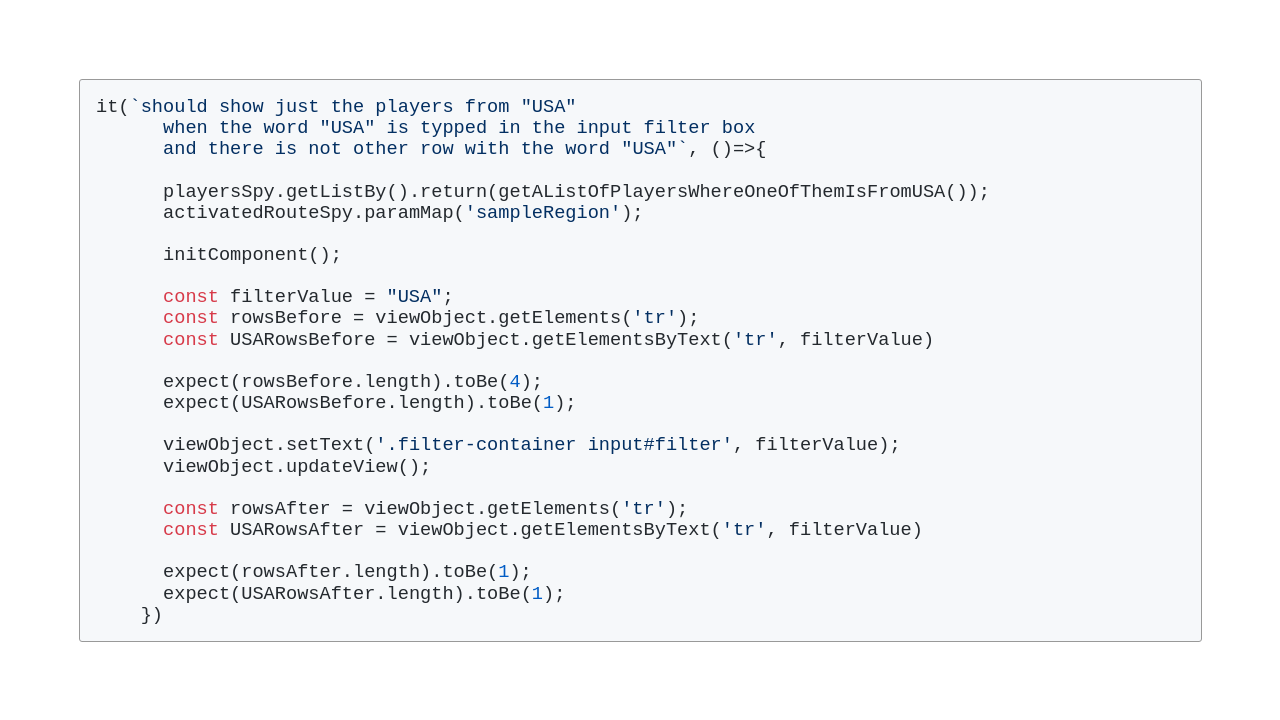 it(`should show just the players from "USA"
when the word "USA" is typped in the input filter box
and there is not other row with the word "USA"`, ()=>{
playersSpy.getListBy().return(getAListOfPlayersWhereOneOfThemIsFromUSA());
activatedRouteSpy.paramMap('sampleRegion');
initComponent();
const filterValue = "USA";
const rowsBefore = viewObject.getElements('tr');
const USARowsBefore = viewObject.getElementsByText('tr', filterValue)
expect(rowsBefore.length).toBe(4);
expect(USARowsBefore.length).toBe(1);
viewObject.setText('.filter-container input#filter', filterValue);
viewObject.updateView();
const rowsAfter = viewObject.getElements('tr');
const USARowsAfter = viewObject.getElementsByText('tr', filterValue)
expect(rowsAfter.length).toBe(1);
expect(USARowsAfter.length).toBe(1);
})